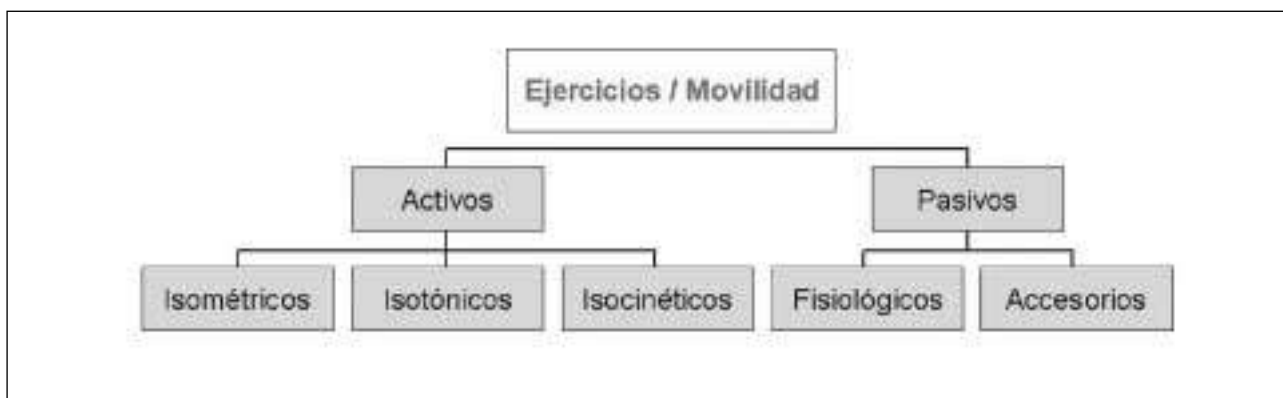 Ejercicios / Movilidad
Activos
Pasivos
Isométricos
Isotónicos
Isocinéticos
Fisiológicos
Accesorios